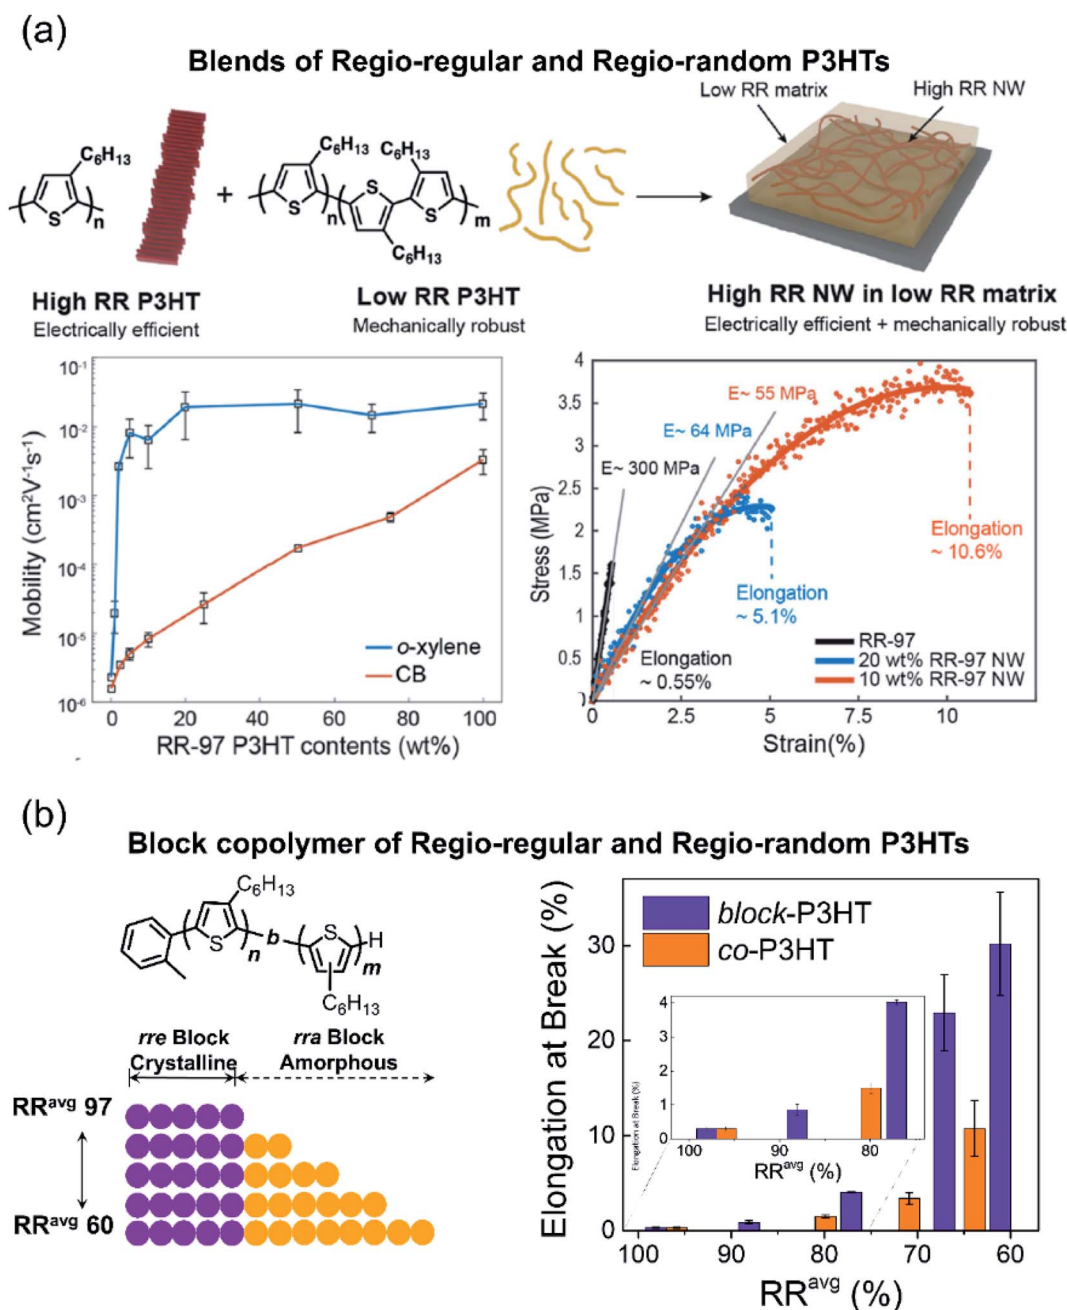 (a)
Blends of Regio-regular and Regio-random P3HTs
Low RR matrix
High RR NW
C6H13
S
n
+
C6H13
C6H13
S
S
S
n
m
C6H13
High RR P3HT
Electrically efficient
Low RR P3HT
Mechanically robust
High RR NW in low RR matrix
Electrically efficient + mechanically robust
Mobility (cm²V⁻¹s⁻¹)
10⁻¹
10⁻²
10⁻³
10⁻⁴
10⁻⁵
10⁻⁶
o-xylene
CB
0 20 40 60 80 100
RR-97 P3HT contents (wt%)
Stress (MPa)
4
3.5
3
2.5
2
1.5
1
0.5
E~ 55 MPa
E~ 64 MPa
E~ 300 MPa
Elongation
~ 10.6%
Elongation
~ 5.1%
Elongation
~ 0.55%
RR-97
20 wt% RR-97 NW
10 wt% RR-97 NW
0 2.5 5 7.5 10
Strain(%)
(b)
Block copolymer of Regio-regular and Regio-random P3HTs
C6H13
S
n
b
S
H
m
C6H13
rre Block
Crystalline
rra Block
Amorphous
RRavg 97
RRavg 60
Elongation at Break (%)
30
20
10
0
block-P3HT
co-P3HT
Elongation at Break (%)
4
3
2
1
0
100 90 80
RRavg (%)
100 90 80 70 60
RRavg (%)